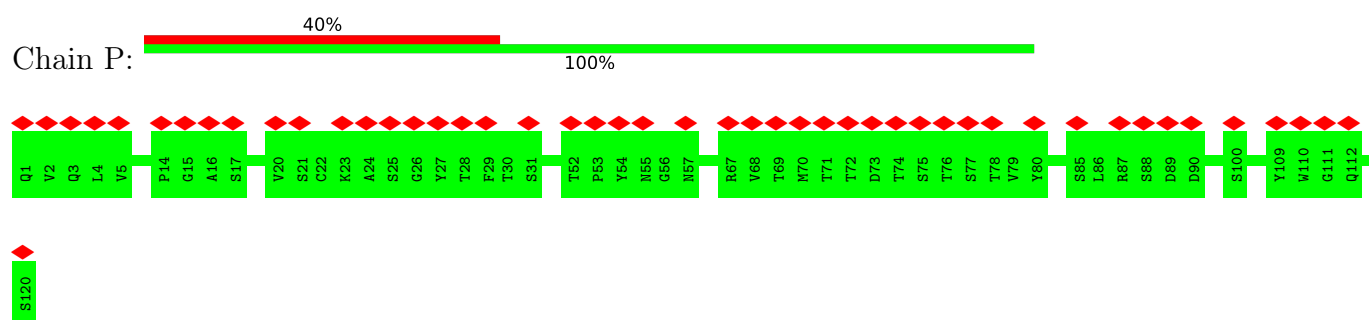 40%
Chain P:
100%
Q1 V2 Q3 L4 V5 P14 G15 A16 S17 V20 S21 C22 K23 A24 S25 G26 Y27 T28 F29 T30 S31 T52 P53 Y54 N55 G56 N57 R67 V68 T69 M70 T71 T72 D73 T74 S75 T76 S77 T78 V79 Y80 S85 L86 R87 S88 D89 D90 S100 Y109 W110 G111 Q112
S120